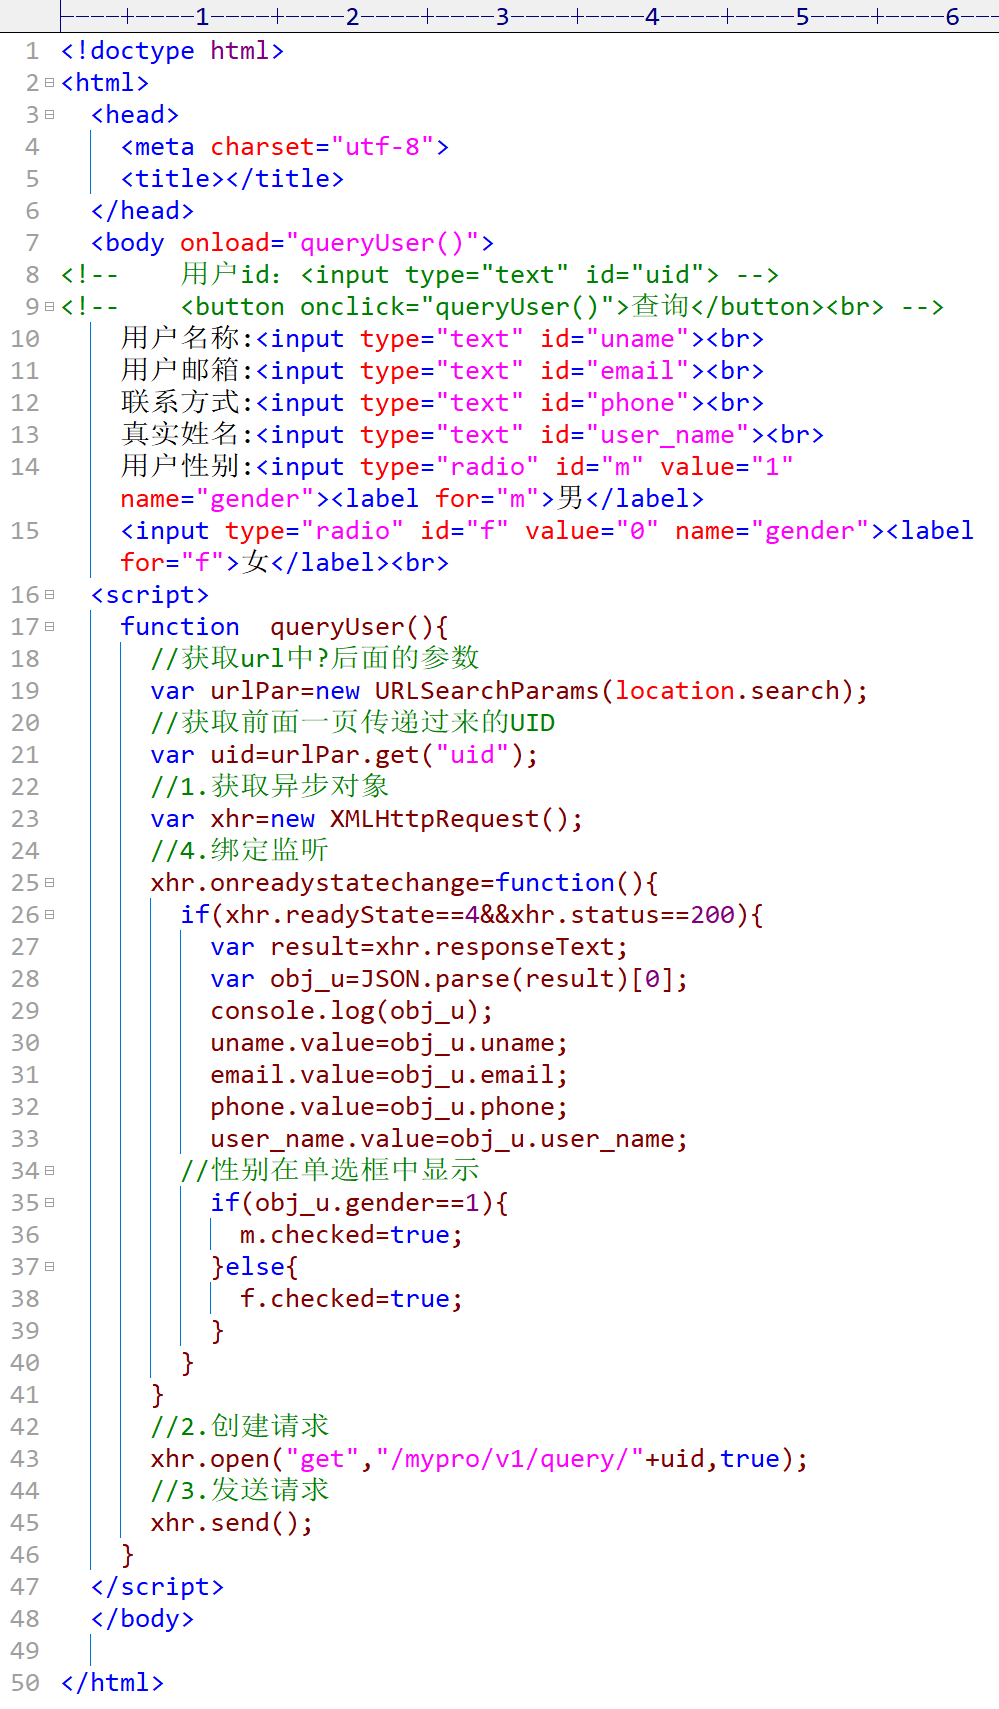 1 2 3 4 5 6
1 <!doctype html>
2 <html>
3 <head>
4 <meta charset="utf-8">
5 <title></title>
6 </head>
7 <body onload="queryUser()">
8 <!-- 用户id：<input type="text" id="uid"> -->
9 <!-- <button onclick="queryUser()">查询</button><br> -->
10 用户名称:<input type="text" id="uname"><br>
11 用户邮箱:<input type="text" id="email"><br>
12 联系方式:<input type="text" id="phone"><br>
13 真实姓名:<input type="text" id="user_name"><br>
14 用户性别:<input type="radio" id="m" value="1"
name="gender"><label for="m">男</label>
15 <input type="radio" id="f" value="0" name="gender"><label
for="f">女</label><br>
16 <script>
17 function  queryUser(){
18 //获取url中?后面的参数
19 var urlPar=new URLSearchParams(location.search);
20 //获取前面一页传递过来的UID
21 var uid=urlPar.get("uid");
22 //1.获取异步对象
23 var xhr=new XMLHttpRequest();
24 //4.绑定监听
25 xhr.onreadystatechange=function(){
26 if(xhr.readyState==4&&xhr.status==200){
27 var result=xhr.responseText;
28 var obj_u=JSON.parse(result)[0];
29 console.log(obj_u);
30 uname.value=obj_u.uname;
31 email.value=obj_u.email;
32 phone.value=obj_u.phone;
33 user_name.value=obj_u.user_name;
34 //性别在单选框中显示
35 if(obj_u.gender==1){
36 m.checked=true;
37 }else{
38 f.checked=true;
39 }
40 }
41 }
42 //2.创建请求
43 xhr.open("get","/mypro/v1/query/"+uid,true);
44 //3.发送请求
45 xhr.send();
46 }
47 </script>
48 </body>
49
50 </html>